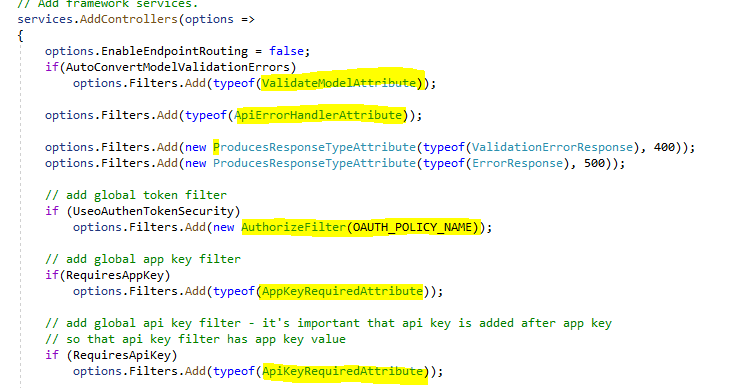 // Add framework services.
services.AddControllers(options =>
{
options.EnableEndpointRouting = false;
if(AutoConvertModelValidationErrors)
options.Filters.Add(typeof(ValidateModelAttribute));
options.Filters.Add(typeof(ApiErrorHandlerAttribute));
options.Filters.Add(new ProducesResponseTypeAttribute(typeof(ValidationErrorResponse), 400));
options.Filters.Add(new ProducesResponseTypeAttribute(typeof(ErrorResponse), 500));
// add global token filter
if (UseoAuthenTokenSecurity)
options.Filters.Add(new AuthorizeFilter(OAUTH_POLICY_NAME));
// add global app key filter
if(RequiresAppKey)
options.Filters.Add(typeof(AppKeyRequiredAttribute));
// add global api key filter - it's important that api key is added after app key
// so that api key filter has app key value
if (RequiresApiKey)
options.Filters.Add(typeof(ApiKeyRequiredAttribute));